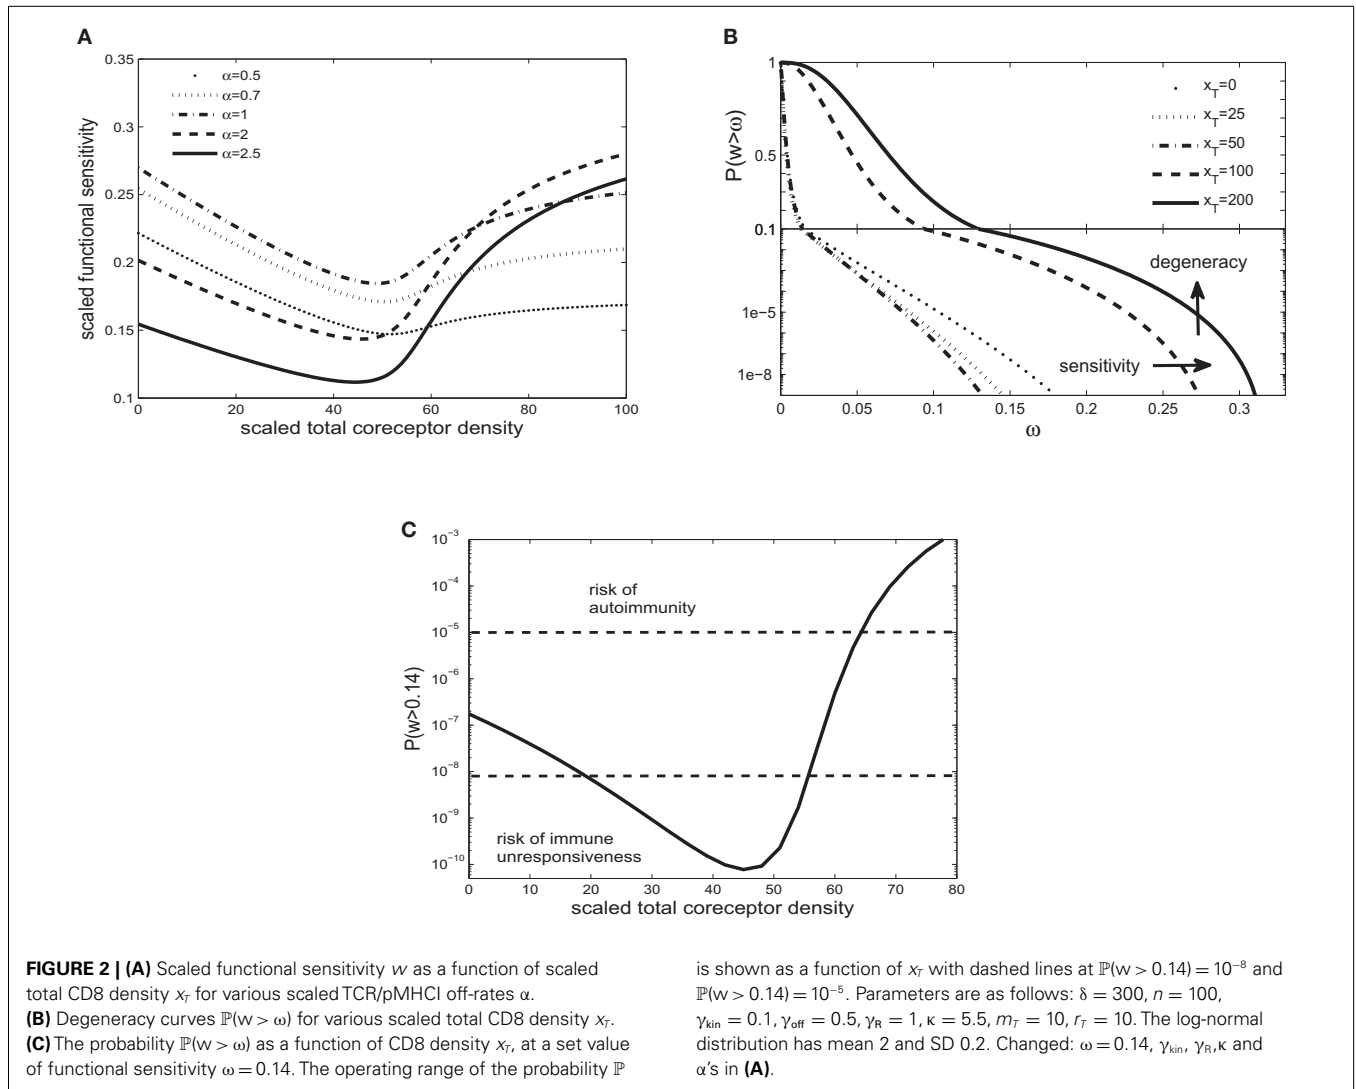 A
0.35
0.3
0.25
0.2
0.15
0.1
0
20
40
60
80
100
scaled functional sensitivity
scaled total coreceptor density
α=0.5
α=0.7
α=1
α=2
α=2.5
B
1
0.5
0.1
1e−5
1e−8
0
0.05
0.1
0.15
0.2
0.25
0.3
P(w>ω)
ω
x_T=0
x_T=25
x_T=50
x_T=100
x_T=200
degeneracy
sensitivity
C
10⁻³
10⁻⁴
10⁻⁵
10⁻⁶
10⁻⁷
10⁻⁸
10⁻⁹
10⁻¹⁰
0
10
20
30
40
50
60
70
80
P(w>0.14)
scaled total coreceptor density
risk of
autoimmunity
risk of immune
unresponsiveness
FIGURE 2 | (A) Scaled functional sensitivity w as a function of scaled
total CD8 density x_T for various scaled TCR/pMHCI off-rates α.
(B) Degeneracy curves ℙ(w > ω) for various scaled total CD8 density x_T.
(C) The probability ℙ(w > ω) as a function of CD8 density x_T, at a set value
of functional sensitivity ω = 0.14. The operating range of the probability ℙ
is shown as a function of x_T with dashed lines at ℙ(w > 0.14) = 10⁻⁸ and
ℙ(w > 0.14) = 10⁻⁵. Parameters are as follows: δ = 300, n = 100,
γ_kin = 0.1, γ_off = 0.5, γ_R = 1, κ = 5.5, m_T = 10, r_T = 10. The log-normal
distribution has mean 2 and SD 0.2. Changed: ω = 0.14, γ_kin, γ_R,κ and
α's in (A).